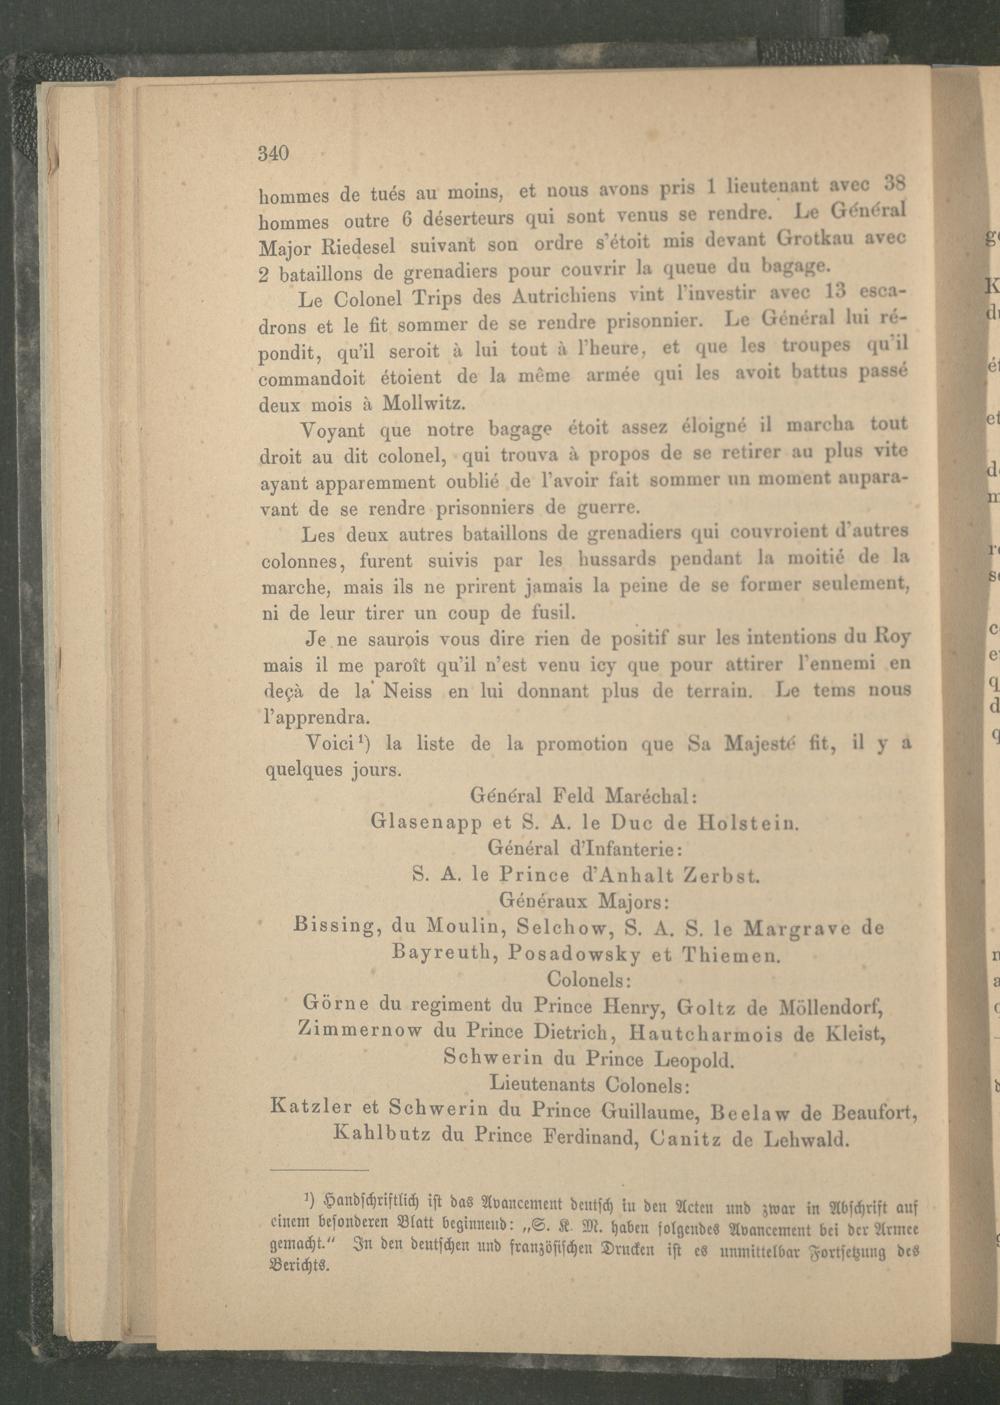 340
hommes de tués au moins, et nous avons pris 1 lieutenant avec 38
hommes outre 6 déserteurs qui sont venus se rendre. Le Général
Major Riedesel suivant son ordre s'étoit mis devant Grotkau avec
2 bataillons de grenadiers pour couvrir la queue du bagage.
Le Colonel Trips des Autrichiens vint l'investir avec 13 esca-
drons et le fit sommer de se rendre prisonnier. Le Général lui ré-
pondit, qu'il seroit à lui tout à l'heure, et que les troupes qu'il
commandoit étoient de la même armée qui les avoit battus passé
deux mois à Mollwitz.
Voyant que notre bagage étoit assez éloigné il marcha tout
droit au dit colonel, qui trouva à propos de se retirer au plus vite
ayant apparemment oublié de l'avoir fait sommer un moment aupara-
vant de se rendre prisonniers de guerre.
Les deux autres bataillons de grenadiers qui couvroient d'autres
colonnes, furent suivis par les hussards pendant la moitié de la
marche, mais ils ne prirent jamais la peine de se former seulement,
ni de leur tirer un coup de fusil.
Je ne saurois vous dire rien de positif sur les intentions du Roy
mais il me paroît qu'il n'est venu icy que pour attirer l'ennemi en
deçà de la Neiss en lui donnant plus de terrain. Le tems nous
l'apprendra.
Voici¹) la liste de la promotion que Sa Majesté fit, il y a
quelques jours.
Général Feld Maréchal:
Glasenapp et S. A. le Duc de Holstein.
Général d'Infanterie:
S. A. le Prince d'Anhalt Zerbst.
Généraux Majors:
Bissing, du Moulin, Selchow, S. A. S. le Margrave de
Bayreuth, Posadowsky et Thiemen.
Colonels:
Görne du regiment du Prince Henry, Goltz de Möllendorf,
Zimmernow du Prince Dietrich, Hautcharmois de Kleist,
Schwerin du Prince Leopold.
Lieutenants Colonels:
Katzler et Schwerin du Prince Guillaume, Beelaw de Beaufort,
Kahlbutz du Prince Ferdinand, Canitz de Lehwald.
¹) Handschriftlich ist das Avancement deutsch in den Acten und zwar in Abschrift auf
einem besonderen Blatt beginnend: „S. K. M. haben folgendes Avancement bei der Armee
gemacht.“ In den deutschen und französischen Drucken ist es unmittelbar Fortsetzung des
Berichts.